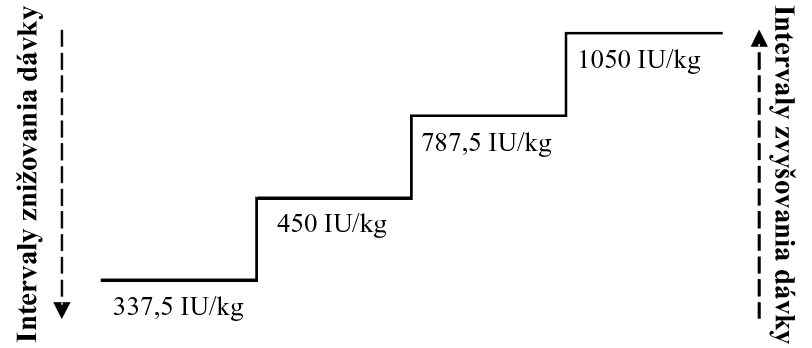 Intervaly znižovania dávky
1050 IU/kg
787,5 IU/kg
450 IU/kg
337,5 IU/kg
Intervaly zvyšovania dávky